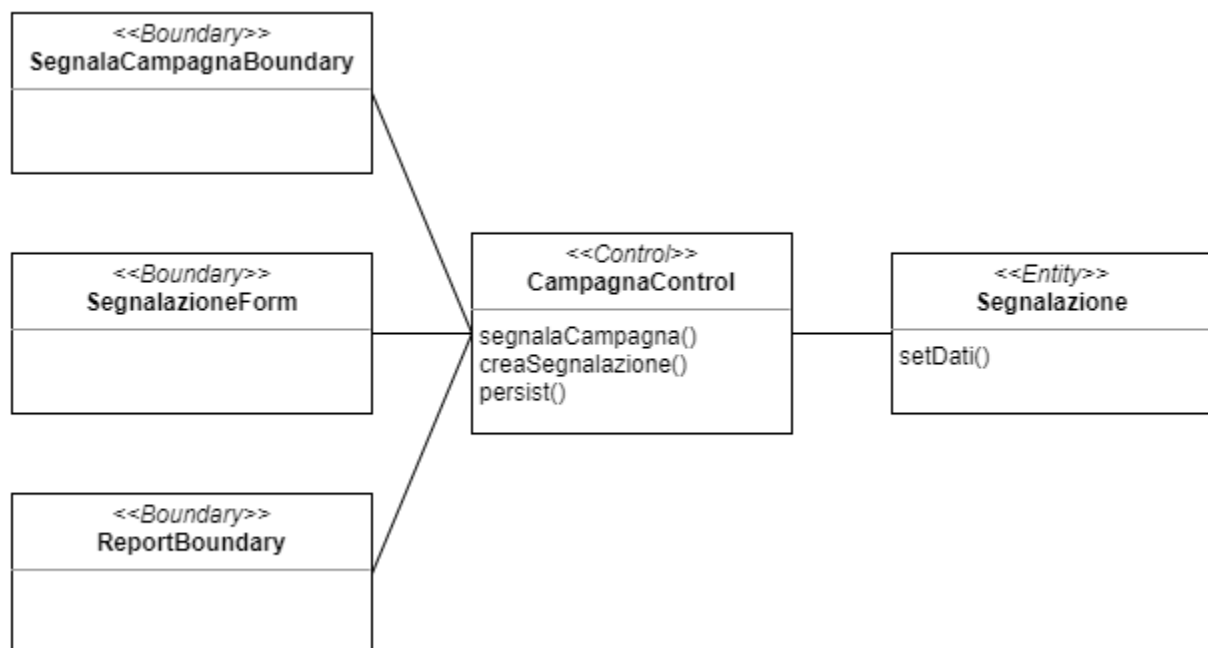 <<Boundary>>
SegnalaCampagnaBoundary
<<Boundary>>
SegnalazioneForm
<<Boundary>>
ReportBoundary
<<Control>>
CampagnaControl
segnalaCampagna()
creaSegnalazione()
persist()
<<Entity>>
Segnalazione
setDati()